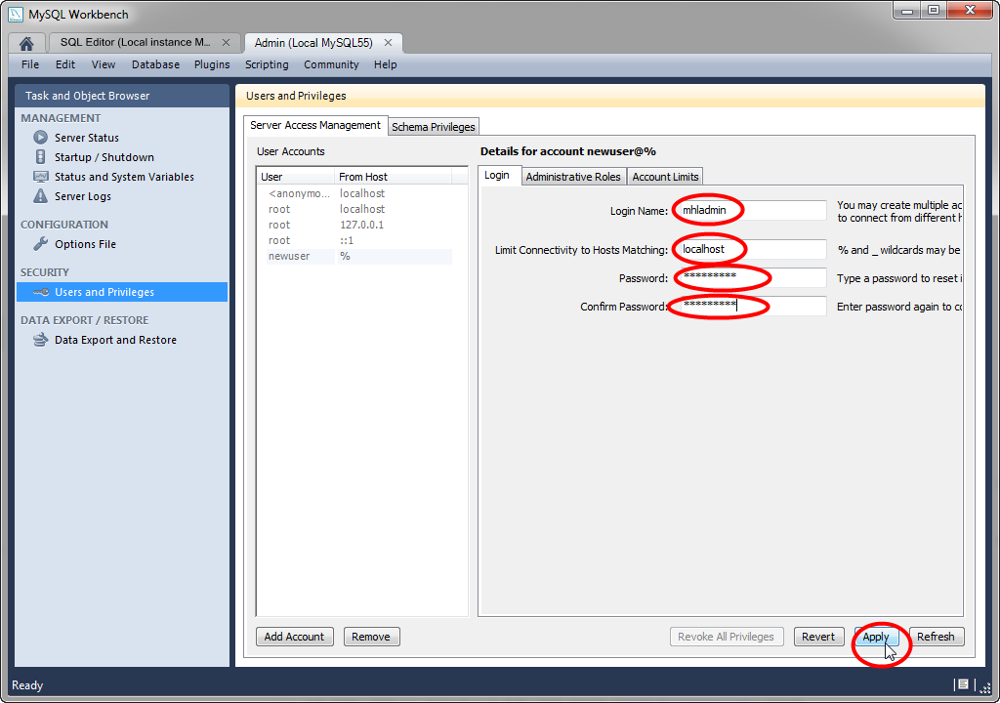 MySQL Workbench
SQL Editor (Local instance M... Admin (Local MySQL55)
File Edit View Database Plugins Scripting Community Help
Task and Object Browser
MANAGEMENT
Server Status
Startup / Shutdown
Status and System Variables
Server Logs
CONFIGURATION
Options File
SECURITY
Users and Privileges
DATA EXPORT / RESTORE
Data Export and Restore
Users and Privileges
Server Access Management Schema Privileges
User Accounts
User From Host
<anonymo... localhost
root localhost
root 127.0.0.1
root ::1
newuser %
Add Account Remove
Details for account newuser@%
Login Administrative Roles Account Limits
Login Name: mhladmin You may create multiple ac
to connect from different h
Limit Connectivity to Hosts Matching: localhost % and _ wildcards may be
Password: ********* Type a password to reset i
Confirm Password: ********* Enter password again to co
Revoke All Privileges Revert Apply Refresh
Ready